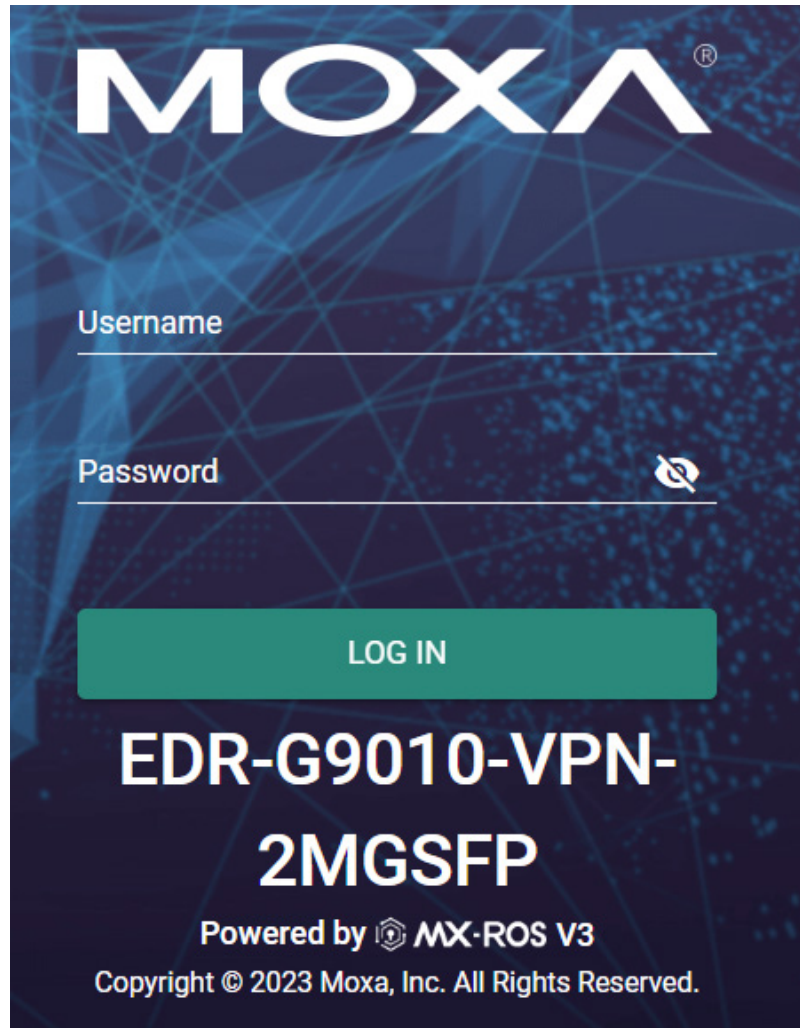 MOXA®
Username
Password
LOG IN
EDR-G9010-VPN-
2MGSFP
Powered by MX-ROS V3
Copyright © 2023 Moxa, Inc. All Rights Reserved.